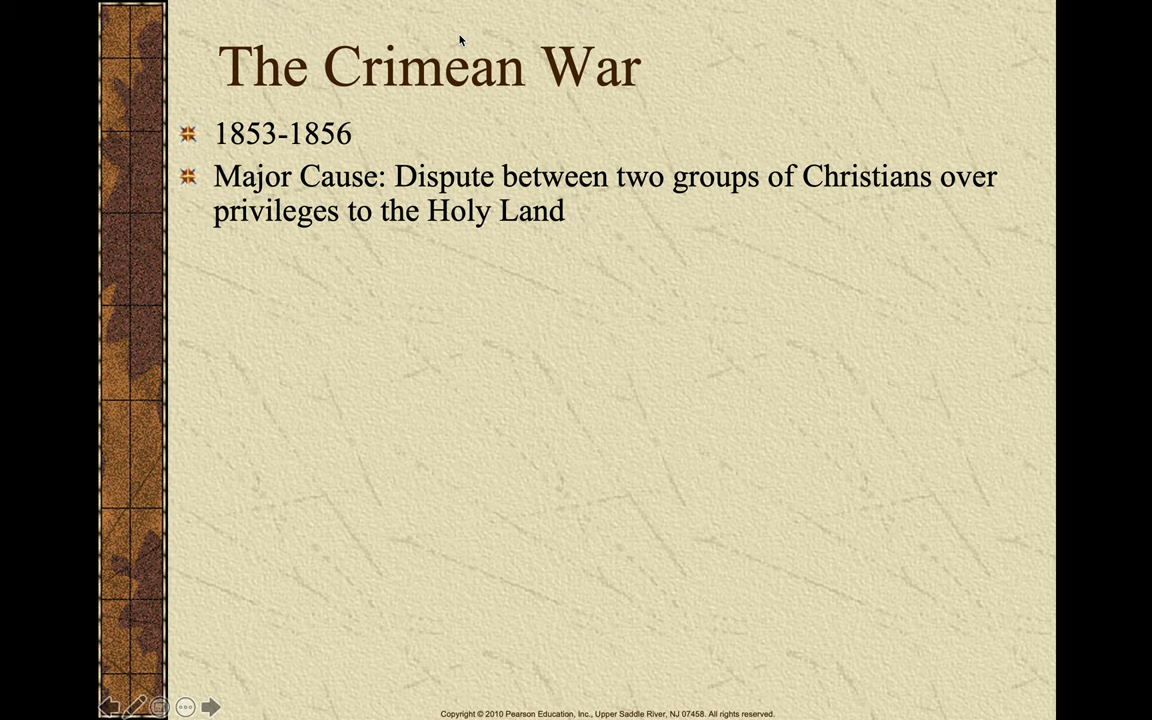 The Crimean War
1853-1856
Major Cause: Dispute between two groups of Christians over
privileges to the Holy Land
Copyright © 2010 Pearson Education, Inc., Upper Saddle River, NJ 07458. All rights reserved.